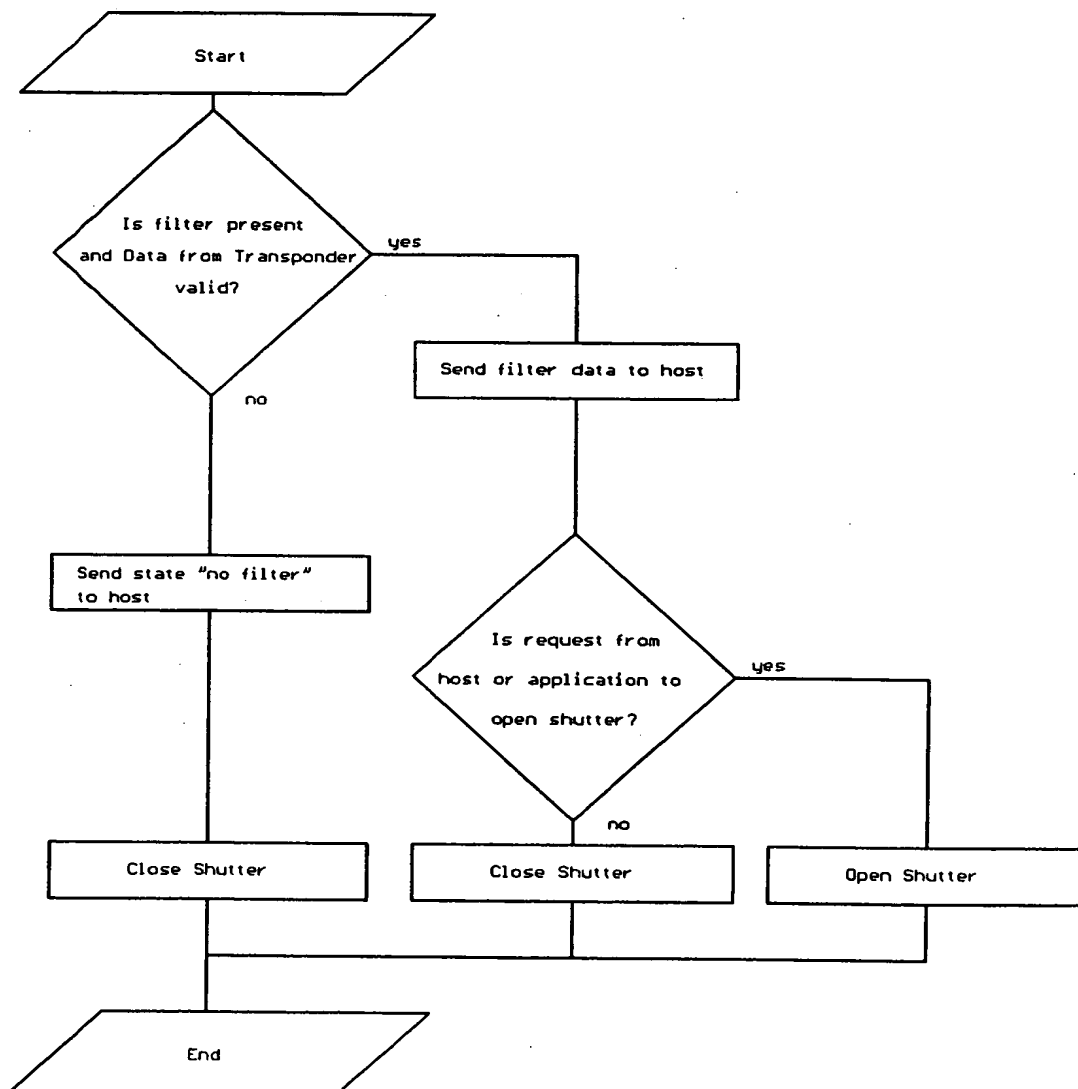 Start
Is filter present
and Data from Transponder
valid?
yes
no
Send filter data to host
Send state "no filter"
to host
Is request from
host or application to
open shutter?
yes
no
Close Shutter
Close Shutter
Open Shutter
End